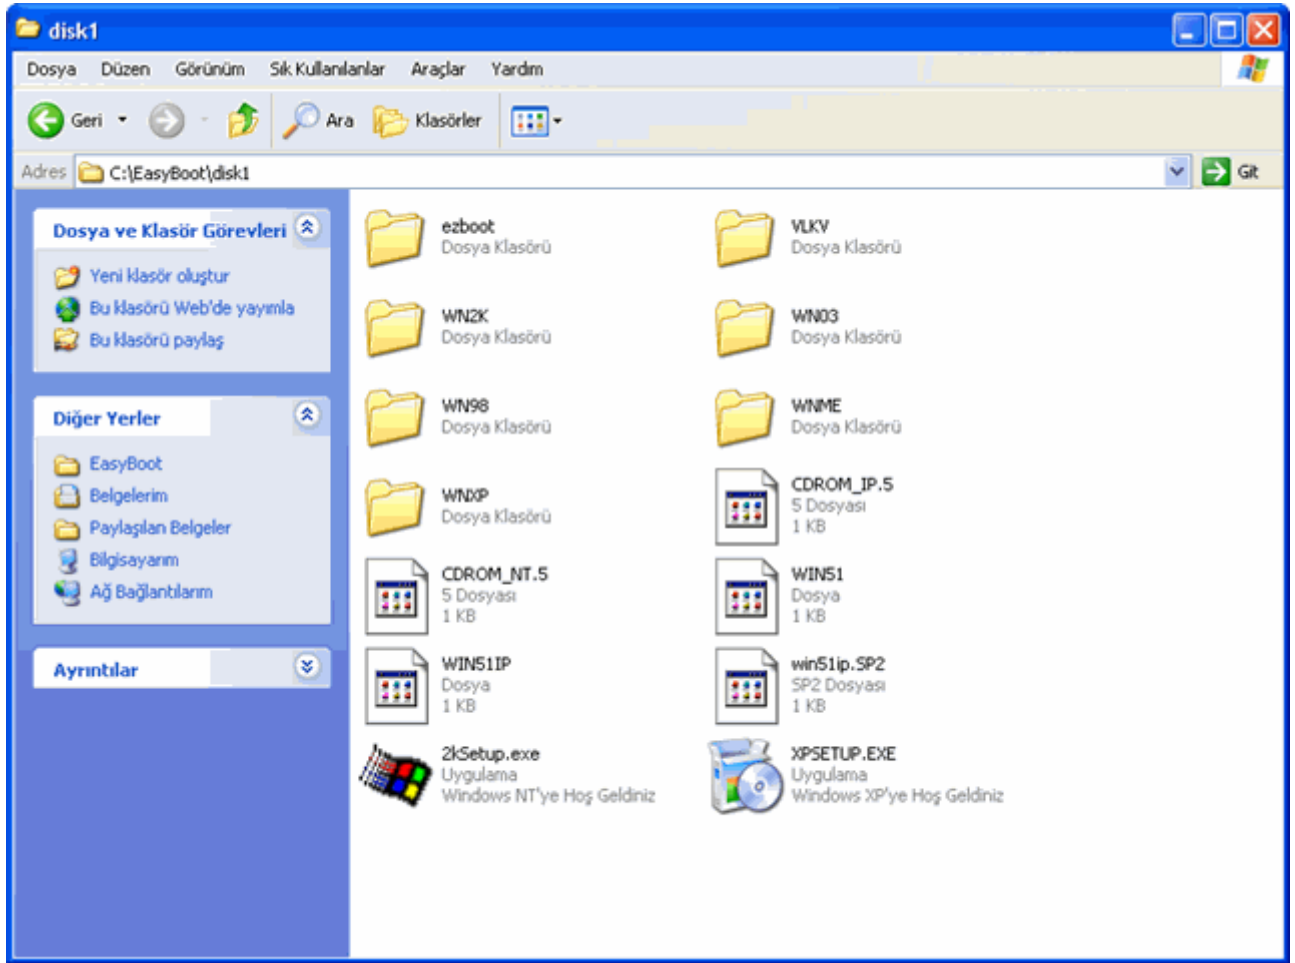 disk1
Dosya Düzen Görünüm Sık Kullanılanlar Araçlar Yardım
Geri Ara Klasörler
Adres C:\EasyBoot\disk1 Git
Dosya ve Klasör Görevleri
Yeni klasör oluştur
Bu klasörü Web'de yayımla
Bu klasörü paylaş
Diğer Yerler
EasyBoot
Belgelerim
Paylaşılan Belgeler
Bilgisayarım
Ağ Bağlantılarım
Ayrıntılar
ezboot
Dosya Klasörü
VLKV
Dosya Klasörü
WN2K
Dosya Klasörü
WN03
Dosya Klasörü
WN98
Dosya Klasörü
WNME
Dosya Klasörü
WNXP
Dosya Klasörü
CDROM_IP.5
5 Dosyası
1 KB
CDROM_NT.5
5 Dosyası
1 KB
WIN51
Dosya
1 KB
WIN51IP
Dosya
1 KB
win51ip.SP2
SP2 Dosyası
1 KB
2kSetup.exe
Uygulama
Windows NT'ye Hoş Geldiniz
XPSETUP.EXE
Uygulama
Windows XP'ye Hoş Geldiniz